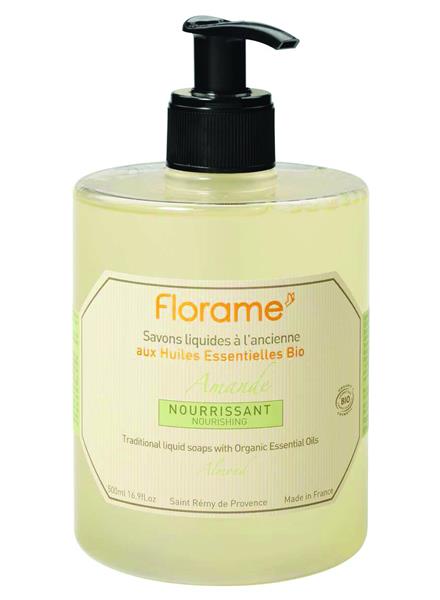 Florame
Savons liquides à l'ancienne
aux Huiles Essentielles Bio
Amande
NOURRISSANT
NOURISHING
BIO
Traditional liquid soaps with Organic Essential Oils
Almond
500ml 16.9fl.oz
Saint Rémy de Provence
Made in France